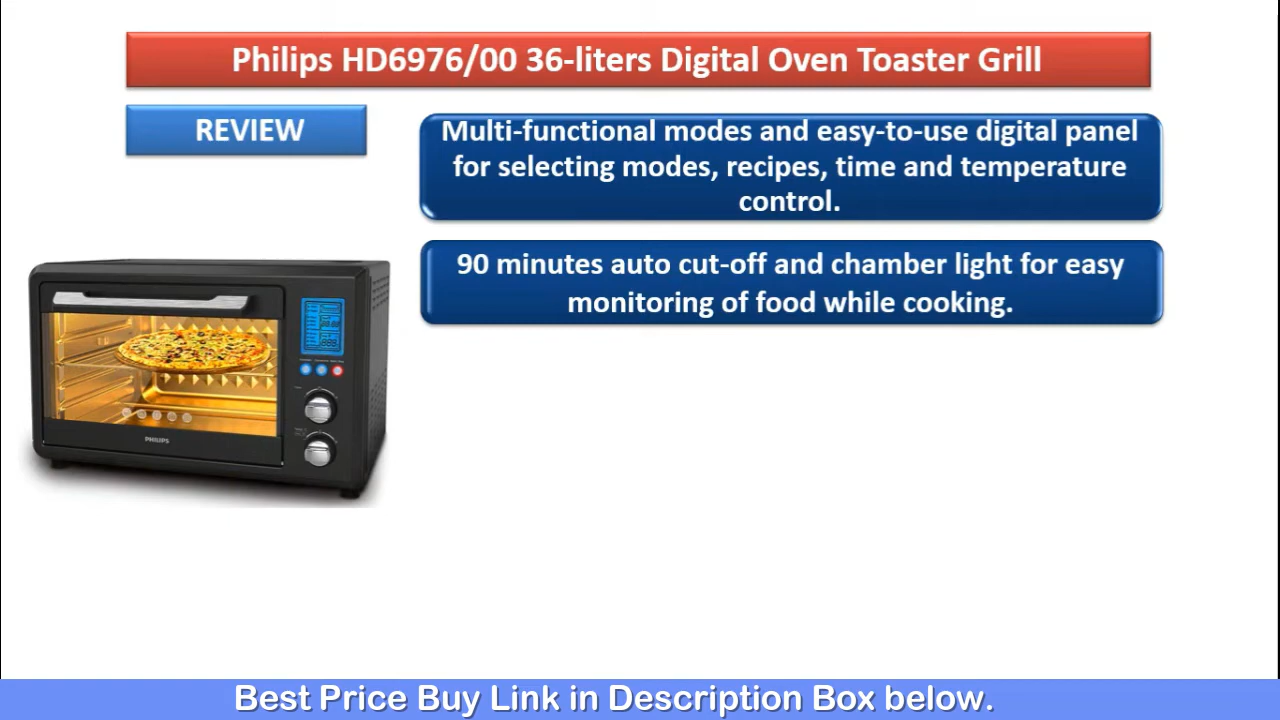 Philips HD6976/00 36-liters Digital Oven Toaster Grill
REVIEW
Multi-functional modes and easy-to-use digital panel
for selecting modes, recipes, time and temperature
control.
90 minutes auto cut-off and chamber light for easy
monitoring of food while cooking.
PHILIPS
Best Price Buy Link in Description Box below.